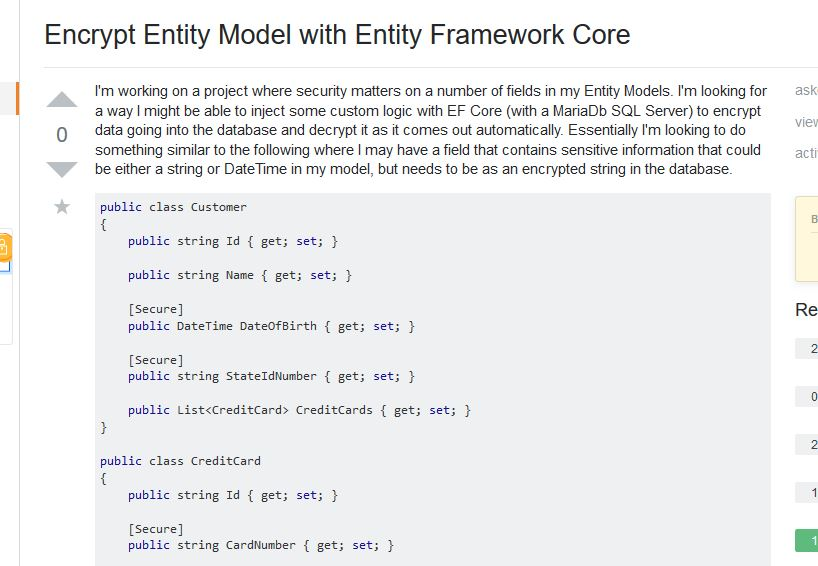 Encrypt Entity Model with Entity Framework Core
I'm working on a project where security matters on a number of fields in my Entity Models. I'm looking for
a way I might be able to inject some custom logic with EF Core (with a MariaDb SQL Server) to encrypt
data going into the database and decrypt it as it comes out automatically. Essentially I'm looking to do
something similar to the following where I may have a field that contains sensitive information that could
be either a string or DateTime in my model, but needs to be as an encrypted string in the database.
0
public class Customer
{
public string Id { get; set; }
public string Name { get; set; }
[Secure]
public DateTime DateOfBirth { get; set; }
[Secure]
public string StateIdNumber { get; set; }
public List<CreditCard> CreditCards { get; set; }
}
public class CreditCard
{
public string Id { get; set; }
[Secure]
public string CardNumber { get; set; }
ask
view
acti
B
Re
2
0
2
1
1